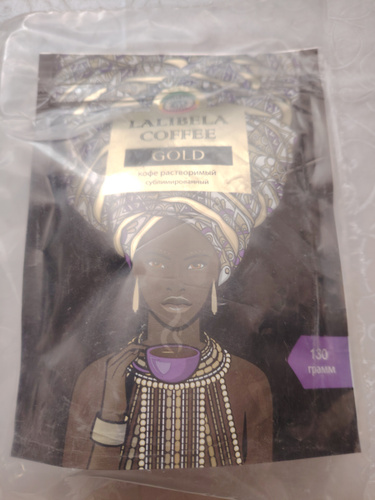 LALIBELA
COFFEE
GOLD
кофе растворимый
сублимированный
130
грамм